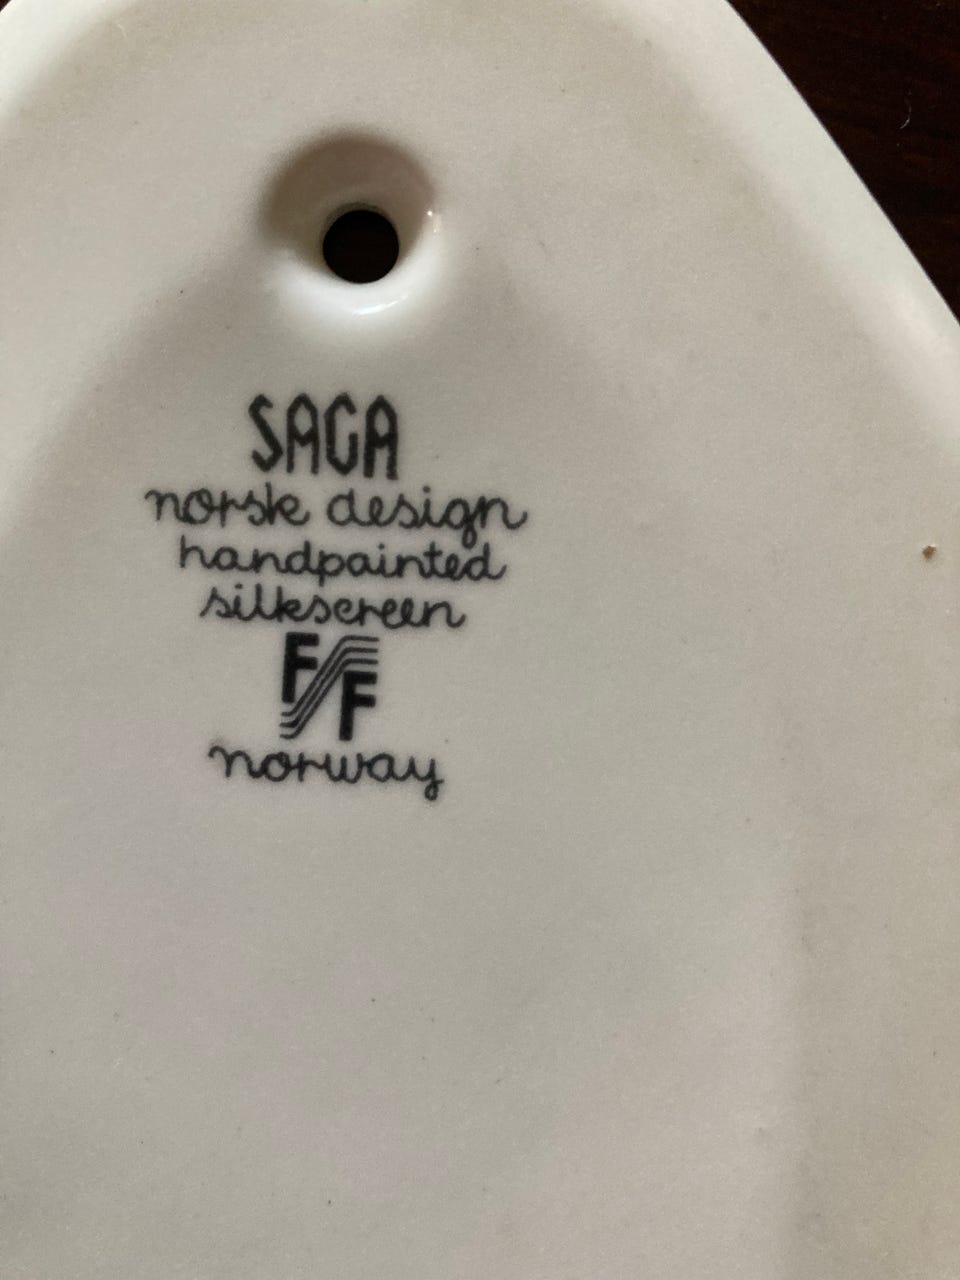 SAGA
norsk design
handpainted
silkscreen
F/F
norway